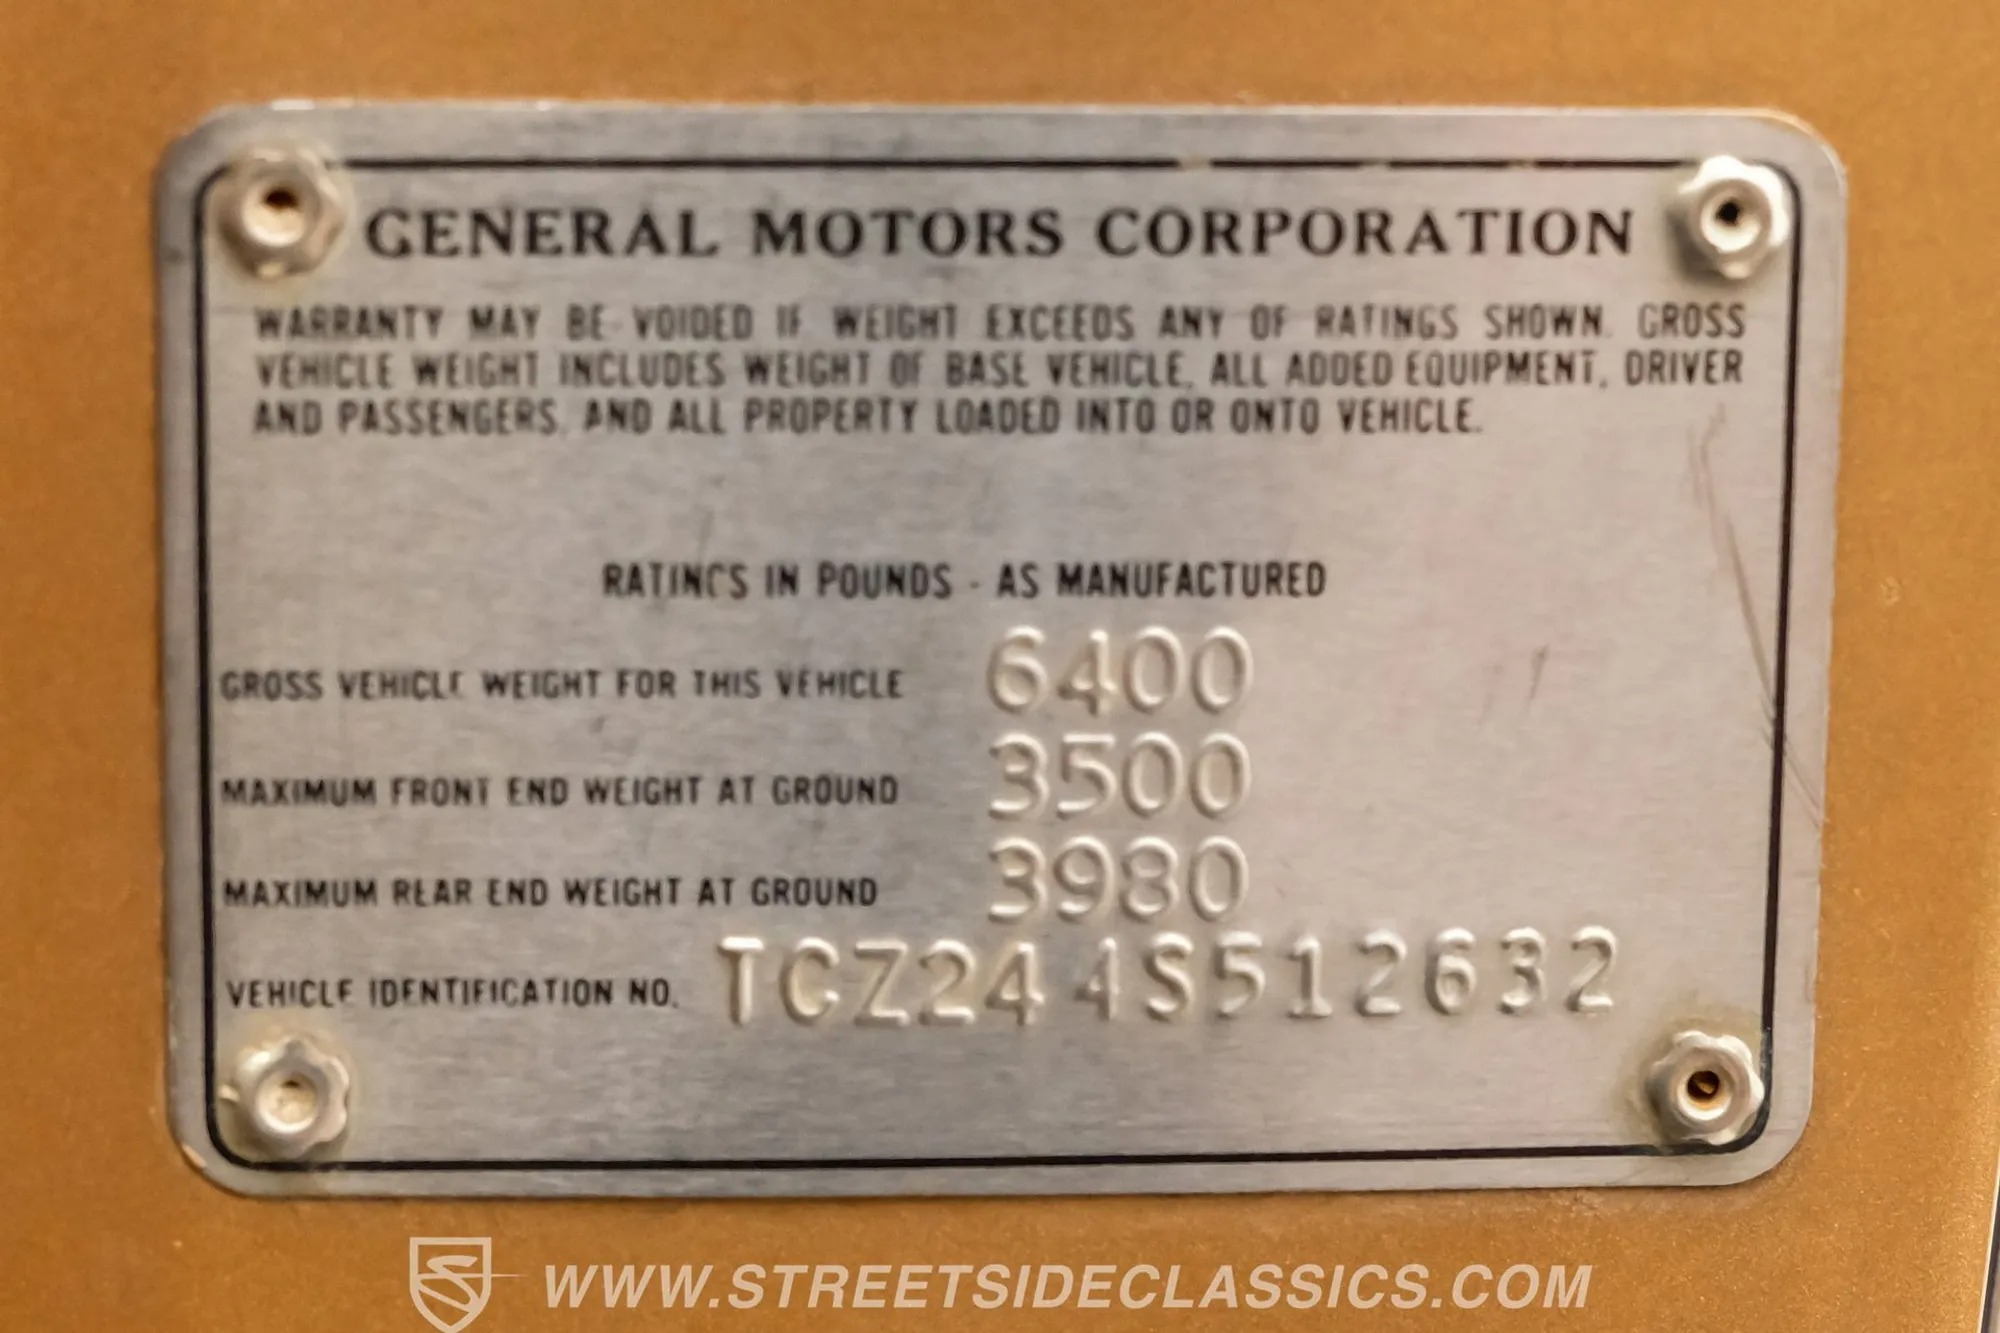 GENERAL MOTORS CORPORATION
WARRANTY MAY BE VOIDED IF WEIGHT EXCEEDS ANY OF RATINGS SHOWN. GROSS
VEHICLE WEIGHT INCLUDES WEIGHT OF BASE VEHICLE, ALL ADDED EQUIPMENT, DRIVER
AND PASSENGERS, AND ALL PROPERTY LOADED INTO OR ONTO VEHICLE.
RATINGS IN POUNDS - AS MANUFACTURED
GROSS VEHICLE WEIGHT FOR THIS VEHICLE 6400
MAXIMUM FRONT END WEIGHT AT GROUND 3500
MAXIMUM REAR END WEIGHT AT GROUND 3980
VEHICLE IDENTIFICATION NO. TCZ24 4S512632
WWW.STREETSIDECLASSICS.COM